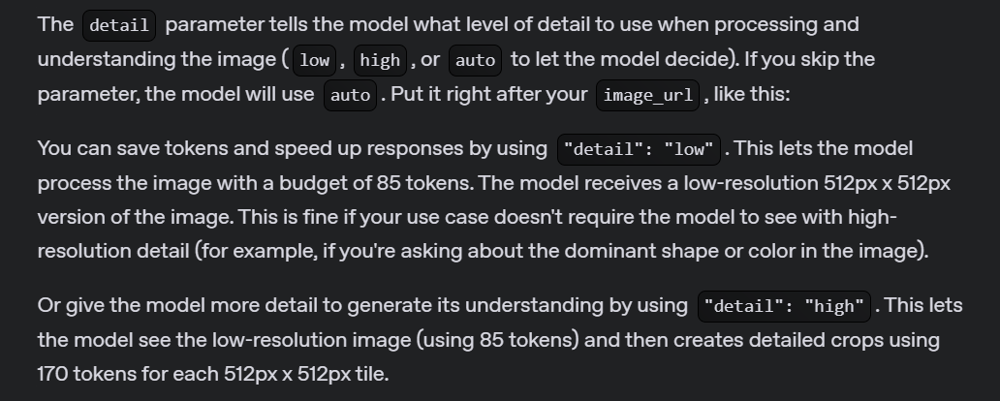 The detail parameter tells the model what level of detail to use when processing and
understanding the image ( low , high , or auto to let the model decide). If you skip the
parameter, the model will use auto . Put it right after your image_url , like this:
You can save tokens and speed up responses by using "detail": "low" . This lets the model
process the image with a budget of 85 tokens. The model receives a low-resolution 512px x 512px
version of the image. This is fine if your use case doesn't require the model to see with high-
resolution detail (for example, if you're asking about the dominant shape or color in the image).
Or give the model more detail to generate its understanding by using "detail": "high" . This lets
the model see the low-resolution image (using 85 tokens) and then creates detailed crops using
170 tokens for each 512px x 512px tile.